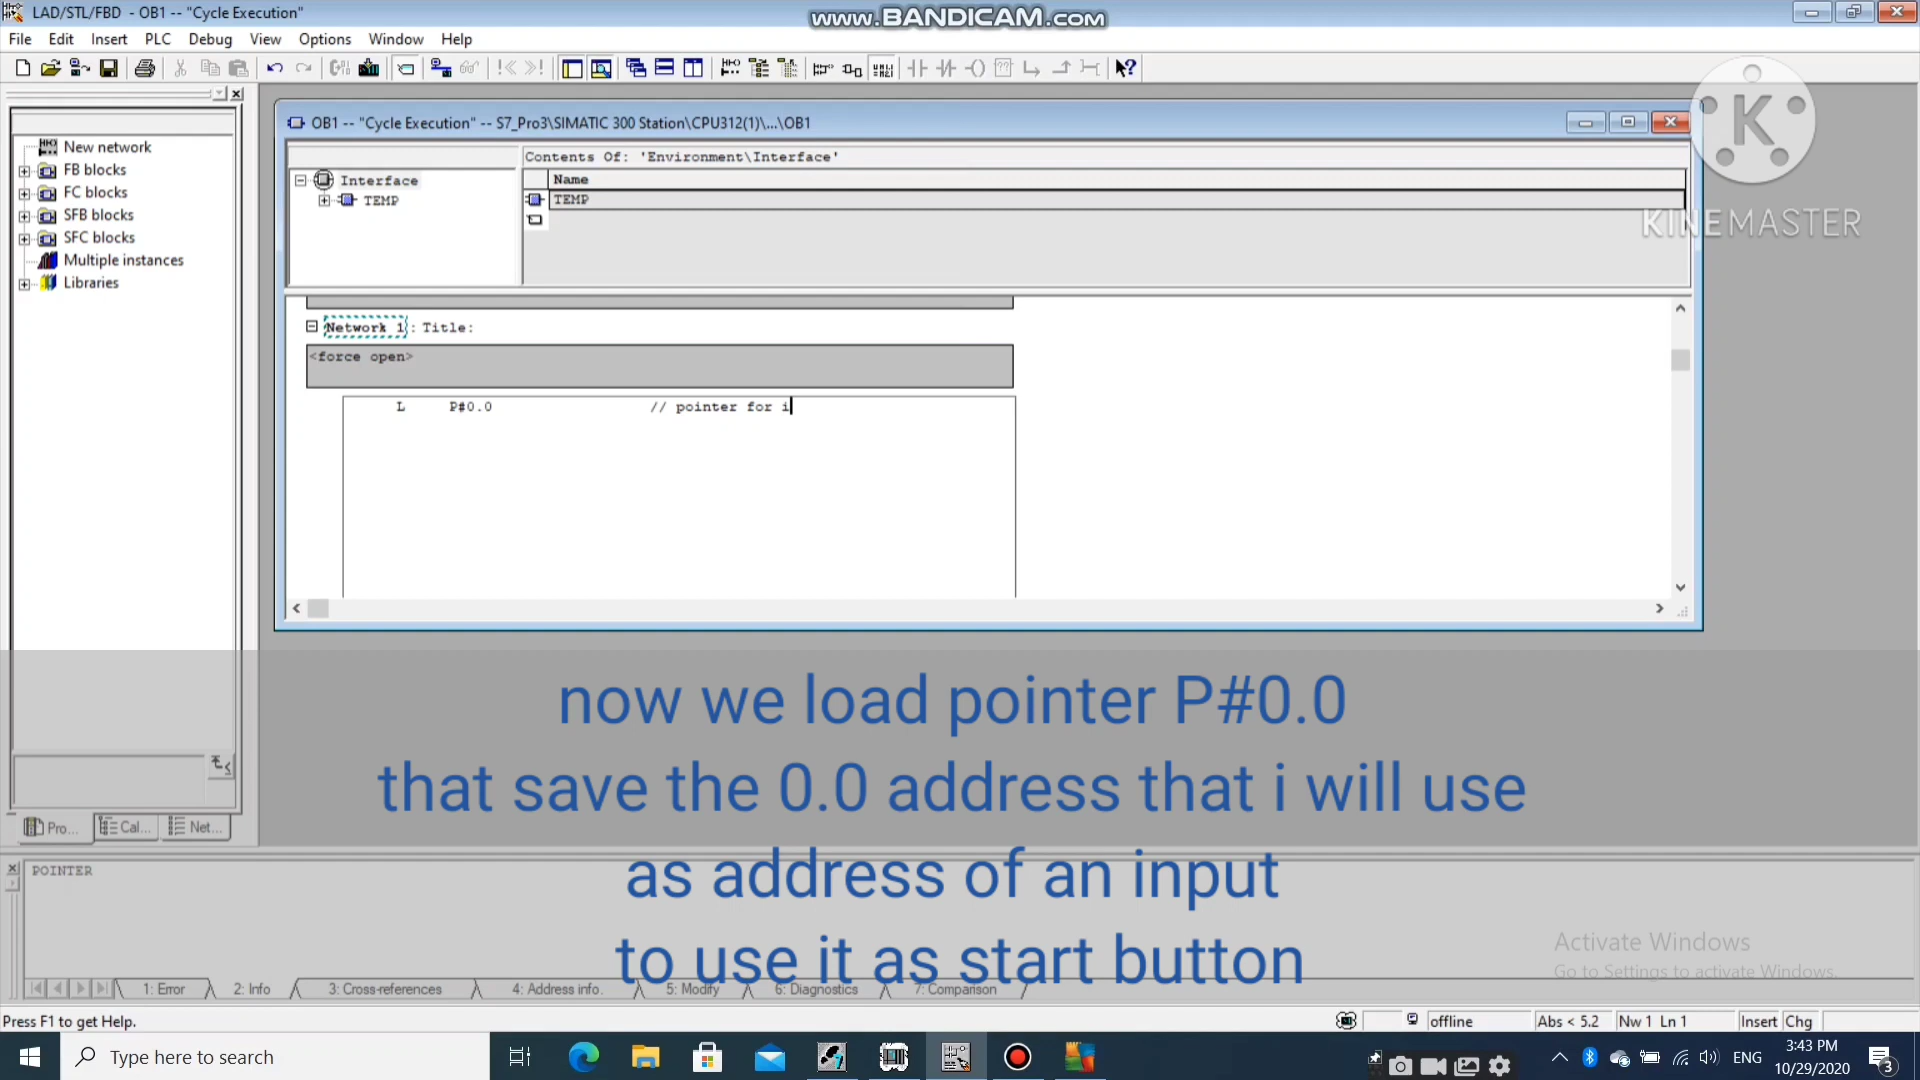 LAD/STL/FBD - OB1 -- "Cycle Execution"
www.BANDICAM.com
File Edit Insert PLC Debug View Options Window Help
OB1 -- "Cycle Execution" -- S7_Pro3\SIMATIC 300 Station\CPU312(1)\...\OB1
K
KINEMASTER
New network
FB blocks
FC blocks
SFB blocks
SFC blocks
Multiple instances
Libraries
Interface
TEMP
Contents Of: 'Environment\Interface'
Name
TEMP
Network 1: Title:
<force open>
L P#0.0 // pointer for i
now we load pointer P#0.0
that save the 0.0 address that i will use
as address of an input
to use it as start button
Pro... Cal... Net...
POINTER
Activate Windows
Go to Settings to activate Windows.
1: Error 2: Info 3: Cross-references 4: Address info. 5: Modify 6: Diagnostics 7: Comparison
Press F1 to get Help.
offline Abs < 5.2 Nw 1 Ln 1 Insert Chg
Type here to search
ENG
3:43 PM
10/29/2020
3